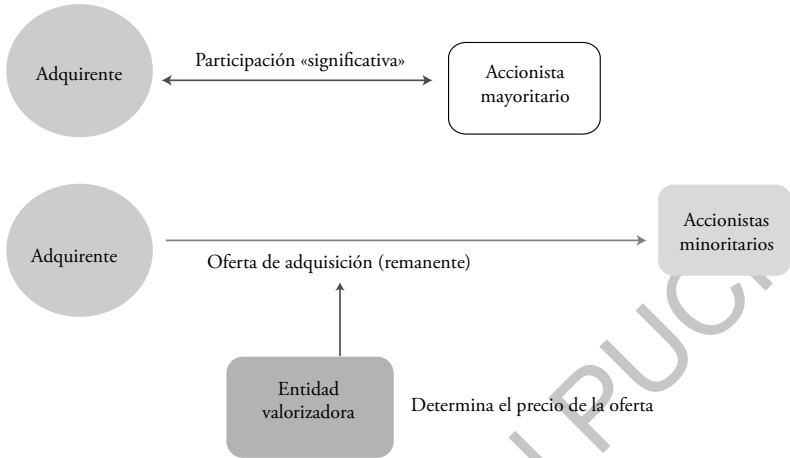 Adquirente
Participación «significativa»
Accionista
mayoritario
Adquirente
Oferta de adquisición (remanente)
Accionistas
minoritarios
Entidad
valorizadora
Determina el precio de la oferta
PUC